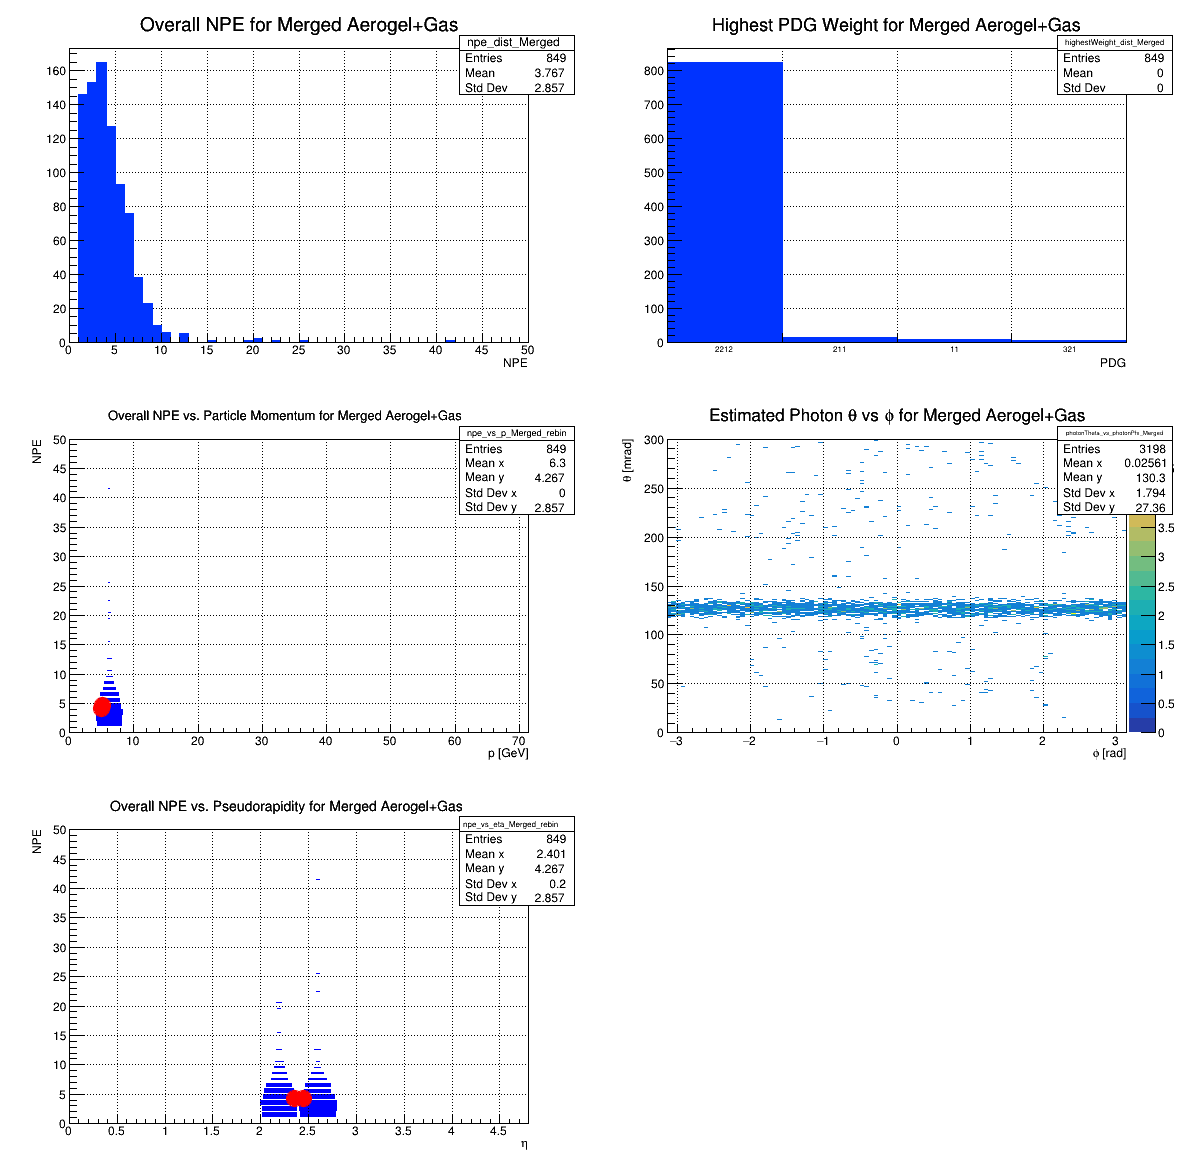 Overall NPE for Merged Aerogel+Gas
npe_dist_Merged
Entries 849
Mean 3.767
Std Dev 2.857
160
140
120
100
80
60
40
20
0
0 5 10 15 20 25 30 35 40 45 50
NPE
Highest PDG Weight for Merged Aerogel+Gas
highestWeight_dist_Merged
Entries 849
Mean 0
Std Dev 0
800
700
600
500
400
300
200
100
0
2212 211 11 321
PDG
Overall NPE vs. Particle Momentum for Merged Aerogel+Gas
npe_vs_p_Merged_rebin
Entries 849
Mean x 6.3
Mean y 4.267
Std Dev x 0
Std Dev y 2.857
NPE
50
45
40
35
30
25
20
15
10
5
0
0 10 20 30 40 50 60 70
p [GeV]
Estimated Photon θ vs ϕ for Merged Aerogel+Gas
photonTheta_vs_photonPhi_Merged
Entries 3198
Mean x 0.02561
Mean y 130.3
Std Dev x 1.794
Std Dev y 27.36
θ [mrad]
300
250
200
150
100
50
0
−3 −2 −1 0 1 2 3
ϕ [rad]
3.5
3
2.5
2
1.5
1
0.5
0
Overall NPE vs. Pseudorapidity for Merged Aerogel+Gas
npe_vs_eta_Merged_rebin
Entries 849
Mean x 2.401
Mean y 4.267
Std Dev x 0.2
Std Dev y 2.857
NPE
50
45
40
35
30
25
20
15
10
5
0
0 0.5 1 1.5 2 2.5 3 3.5 4 4.5
η